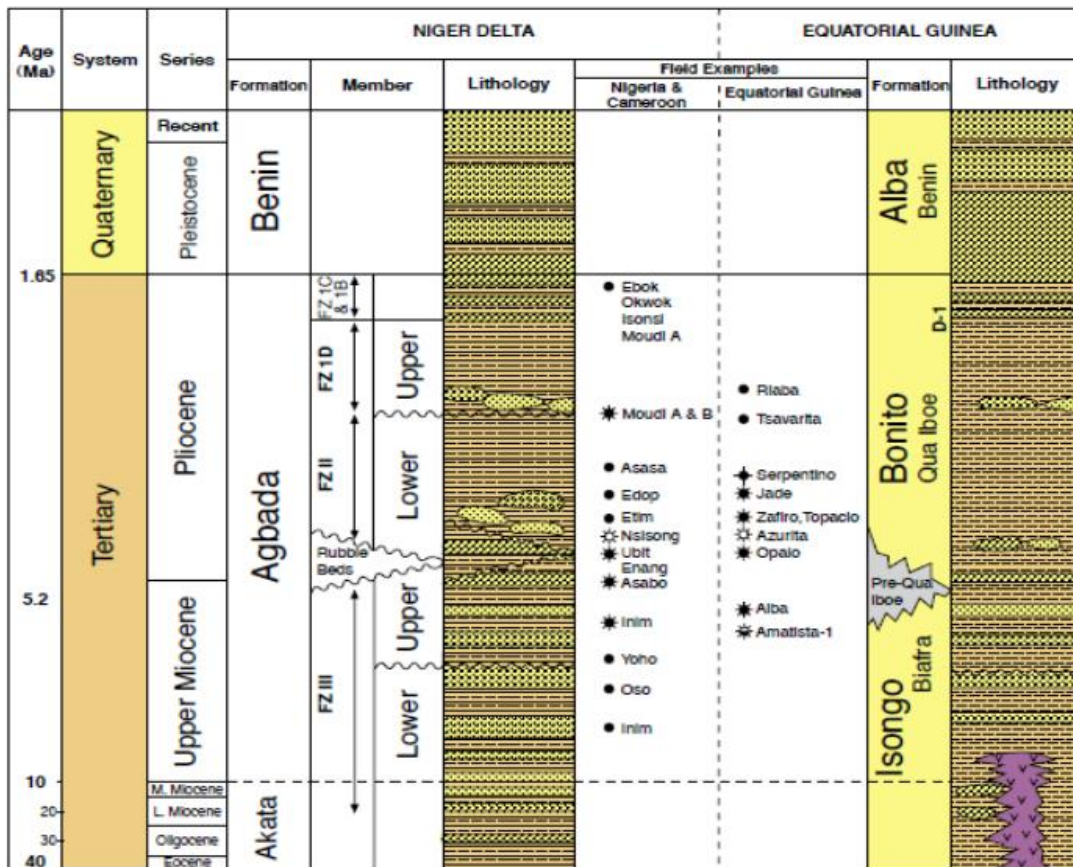 NIGER DELTA
EQUATORIAL GUINEA
Age (Ma)
System
Series
Formation
Member
Lithology
Field Examples
Nigeria & Cameroon
Equatorial Guinea
Formation
Lithology
Quaternary
Tertiary
Recent
Pleistocene
Pliocene
Upper Miocene
M. Miocene
L. Miocene
Oligocene
Eocene
1.65
5.2
10
20
30
40
Benin
Agbada
Akata
FZ 1C & 1B
FZ 1D
FZ II
Rubble Beds
FZ III
Upper
Lower
Upper
Lower
Ebok
Okwok
Isonsi
Moudi A
Moudi A & B
Asasa
Edop
Etim
Nsisong
Ubit
Enang
Asabo
Inim
Yoho
Oso
Inim
Riaba
Tsavarita
Serpentino
Jade
Zafiro,Topacio
Azurita
Opalo
Alba
Amatista-1
Alba
Benin
D-1
Bonito
Qua Iboe
Pre-Qua Iboe
Isongo
Biafra